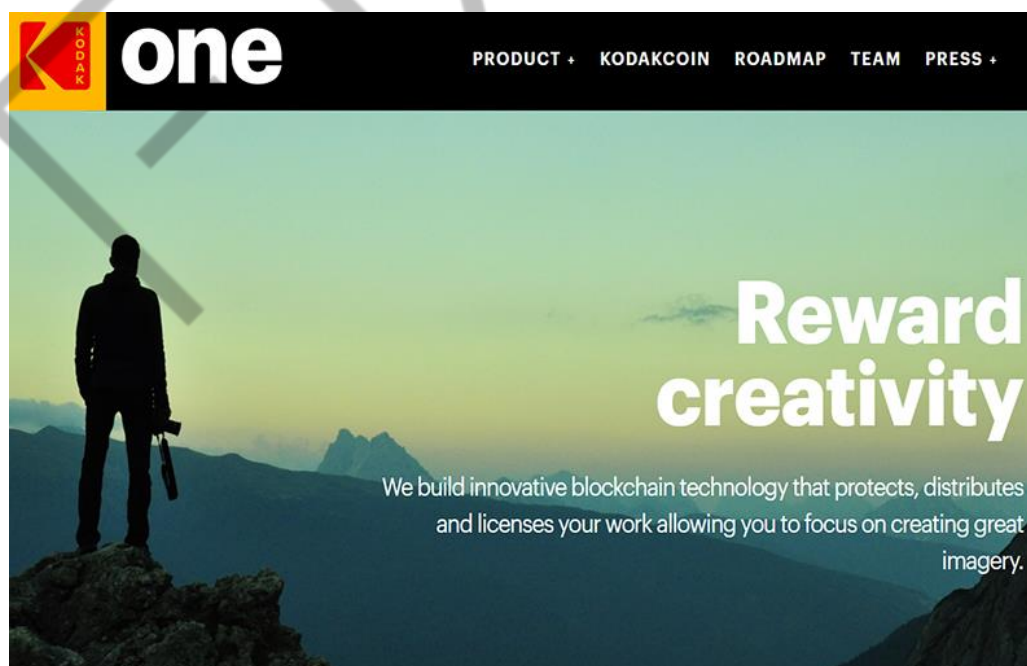 KODAK
one
PRODUCT + KODAKCOIN ROADMAP TEAM PRESS +
Reward
creativity
We build innovative blockchain technology that protects, distributes
and licenses your work allowing you to focus on creating great
imagery.